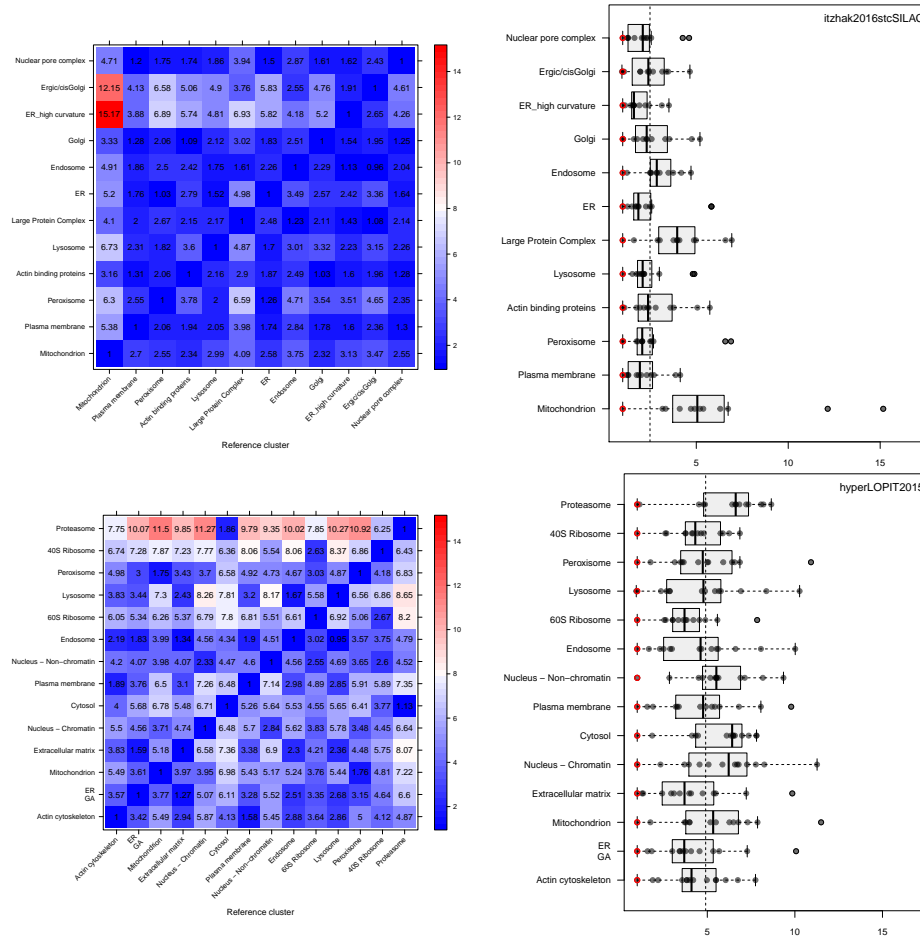 itzhak2016stcSILAC
Nuclear pore complex 4.71 1.75 1.74 1.86 3.94 2.87 1.61 1.62 2.43 1
Ergic/cisGolgi 12.15 4.13 6.58 5.06 4.9 3.76 5.83 2.55 4.76 1.91 1 4.61
ER_high curvature 15.17 3.88 6.89 5.74 4.81 6.93 5.82 4.18 5.2 1 2.65 4.26
Golgi 3.33 1.28 2.06 2.12 3.02 1.83 2.51 1 1.54 1.95 1.25
Endosome 4.91 1.86 2.5 2.42 1.75 1.61 2.26 1 2.29 1.13 2.04
ER 5.2 1.76 2.79 1.52 4.98 1 3.49 2.57 2.42 3.36 1.64
Large Protein Complex 4.1 2 2.67 2.15 2.17 1 2.48 2.11 1.43 2.14
Lysosome 6.73 2.31 1.82 3.6 1 4.87 1.7 3.01 3.32 2.23 3.15 2.26
Actin binding proteins 3.16 1.31 2.06 1 2.16 2.9 1.87 2.49 1.6 1.96 1.28
Peroxisome 6.3 2.55 1 3.78 2 6.59 1.26 4.71 3.54 3.51 4.65 2.35
Plasma membrane 5.38 1 2.06 1.94 2.05 3.98 1.74 2.84 1.78 1.8 2.36 1.3
Mitochondrion 1 2.7 2.55 2.34 2.99 4.09 2.58 3.75 2.32 3.13 3.47 2.55
Mitochondrion
Plasma membrane
Peroxisome
Actin binding proteins
Lysosome
Large Protein Complex
ER
Endosome
Golgi
ER_high curvature
Ergic/cisGolgi
Nuclear pore complex
Reference cluster
14
12
10
8
6
4
2
Nuclear pore complex
Ergic/cisGolgi
ER_high curvature
Golgi
Endosome
ER
Large Protein Complex
Lysosome
Actin binding proteins
Peroxisome
Plasma membrane
Mitochondrion
5 10 15
hyperLOPIT2015
Proteasome 7.75 10.07 11.5 9.85 11.27 1.86 9.79 9.35 10.02 7.85 10.27 10.92 6.25 1
40S Ribosome 6.74 7.28 7.87 7.23 7.77 6.36 8.06 5.54 8.06 2.63 8.37 6.86 1 6.43
Peroxisome 4.98 3 1.75 3.43 3.7 6.58 4.92 4.73 4.67 3.03 4.87 1 4.18 6.83
Lysosome 3.83 3.44 7.3 2.43 8.26 7.81 3.2 8.17 1.67 5.58 1 6.56 6.86 8.65
60S Ribosome 6.05 5.34 6.26 5.37 6.79 7.8 6.81 5.51 6.61 1 6.92 5.06 2.67 8.2
Endosome 2.19 1.83 3.99 1.34 4.56 4.34 1.9 4.51 1 3.02 3.57 3.75 4.79
Nucleus − Non−chromatin 4.2 4.07 3.98 4.07 2.33 4.47 4.6 1 4.56 2.55 4.69 3.65 2.6 4.52
Plasma membrane 1.89 3.76 6.5 3.1 7.26 6.48 1 7.14 2.98 4.89 2.85 5.91 5.89 7.35
Cytosol 4 5.68 6.78 5.48 6.71 1 5.26 5.64 5.53 4.55 5.65 6.41 3.77
Nucleus − Chromatin 5.5 4.56 3.71 4.74 1 6.48 5.7 2.84 5.62 3.83 5.78 3.48 4.45 6.64
Extracellular matrix 3.83 1.59 5.18 1 6.58 7.36 3.38 6.9 2.3 4.21 2.36 5.48 5.75 8.07
Mitochondrion 5.49 3.61 1 3.97 3.95 6.98 5.43 5.17 5.24 3.76 5.44 1.76 4.81 7.22
ER
GA 3.57 1 3.77 1.27 5.07 6.11 3.28 5.52 2.51 3.35 2.68 3.15 4.64 6.6
Actin cytoskeleton 1 3.42 5.49 2.94 5.87 4.13 1.58 5.45 2.88 3.64 2.86 5 4.12 4.87
Actin cytoskeleton
ER
GA
Mitochondrion
Extracellular matrix
Nucleus − Chromatin
Cytosol
Plasma membrane
Nucleus − Non−chromatin
Endosome
60S Ribosome
Lysosome
Peroxisome
40S Ribosome
Proteasome
Reference cluster
14
12
10
8
6
4
2
Proteasome
40S Ribosome
Peroxisome
Lysosome
60S Ribosome
Endosome
Nucleus − Non−chromatin
Plasma membrane
Cytosol
Nucleus − Chromatin
Extracellular matrix
Mitochondrion
ER
GA
Actin cytoskeleton
5 10 15